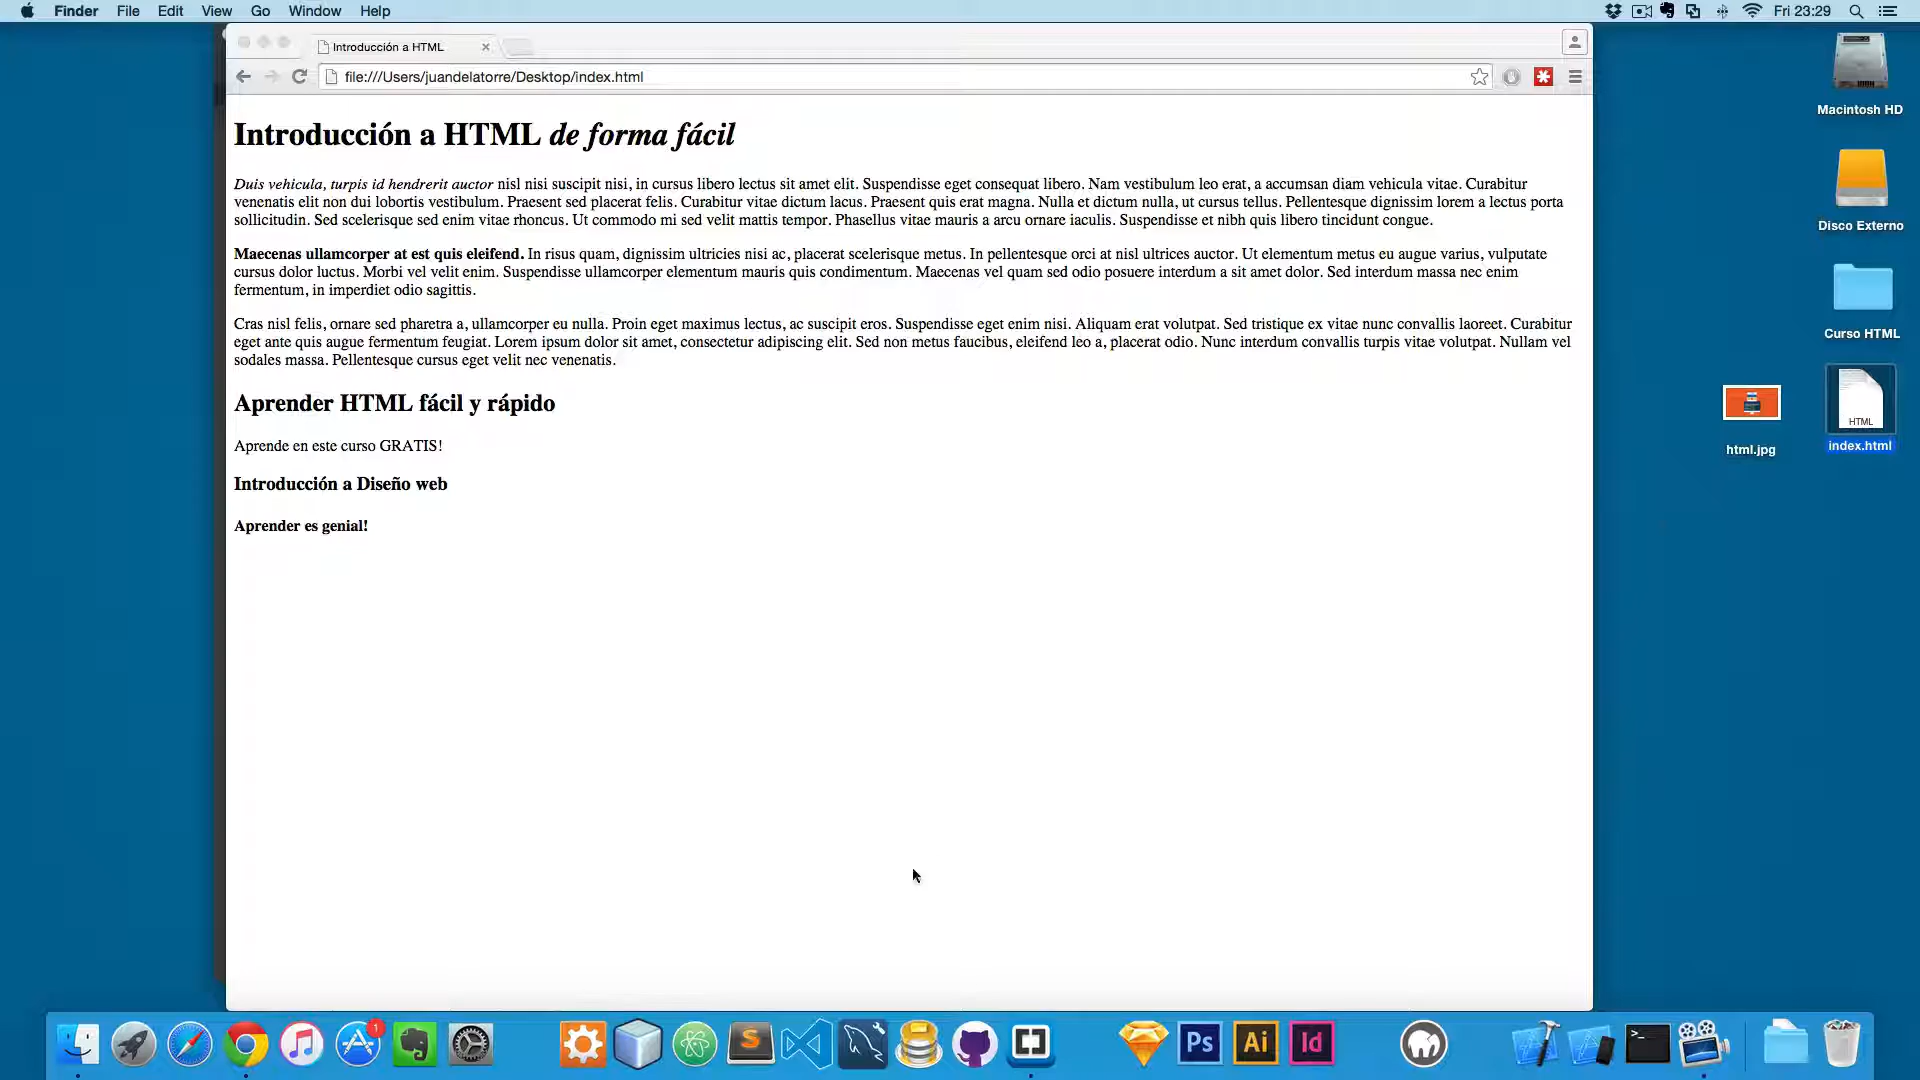 Finder File Edit View Go Window Help Fri 23:29
Introducción a HTML
file:///Users/juandelatorre/Desktop/index.html
Introducción a HTML de forma fácil
Duis vehicula, turpis id hendrerit auctor nisl nisi suscipit nisi, in cursus libero lectus sit amet elit. Suspendisse eget consequat libero. Nam vestibulum leo erat, a accumsan diam vehicula vitae. Curabitur
venenatis elit non dui lobortis vestibulum. Praesent sed placerat felis. Curabitur vitae dictum lacus. Praesent quis erat magna. Nulla et dictum nulla, ut cursus tellus. Pellentesque dignissim lorem a lectus porta
sollicitudin. Sed scelerisque sed enim vitae rhoncus. Ut commodo mi sed velit mattis tempor. Phasellus vitae mauris a arcu ornare iaculis. Suspendisse et nibh quis libero tincidunt congue.
Maecenas ullamcorper at est quis eleifend. In risus quam, dignissim ultricies nisi ac, placerat scelerisque metus. In pellentesque orci at nisl ultrices auctor. Ut elementum metus eu augue varius, vulputate
cursus dolor luctus. Morbi vel velit enim. Suspendisse ullamcorper elementum mauris quis condimentum. Maecenas vel quam sed odio posuere interdum a sit amet dolor. Sed interdum massa nec enim
fermentum, in imperdiet odio sagittis.
Cras nisl felis, ornare sed pharetra a, ullamcorper eu nulla. Proin eget maximus lectus, ac suscipit eros. Suspendisse eget enim nisi. Aliquam erat volutpat. Sed tristique ex vitae nunc convallis laoreet. Curabitur
eget ante quis augue fermentum feugiat. Lorem ipsum dolor sit amet, consectetur adipiscing elit. Sed non metus faucibus, eleifend leo a, placerat odio. Nunc interdum convallis turpis vitae volutpat. Nullam vel
sodales massa. Pellentesque cursus eget velit nec venenatis.
Aprender HTML fácil y rápido
Aprende en este curso GRATIS!
Introducción a Diseño web
Aprender es genial!
Macintosh HD
Disco Externo
Curso HTML
HTML
index.html
html.jpg
1
S
Ps
Ai
Id